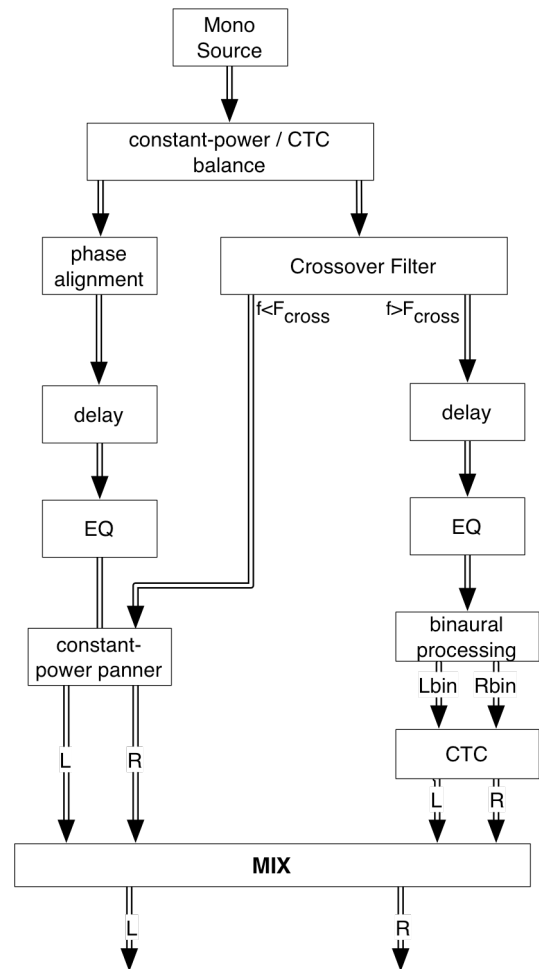 Mono
Source
constant-power / CTC
balance
phase
alignment
Crossover Filter
f<Fcross
f>Fcross
delay
delay
EQ
EQ
constant-
power panner
binaural
processing
Lbin
Rbin
CTC
L
R
L
R
MIX
L
R